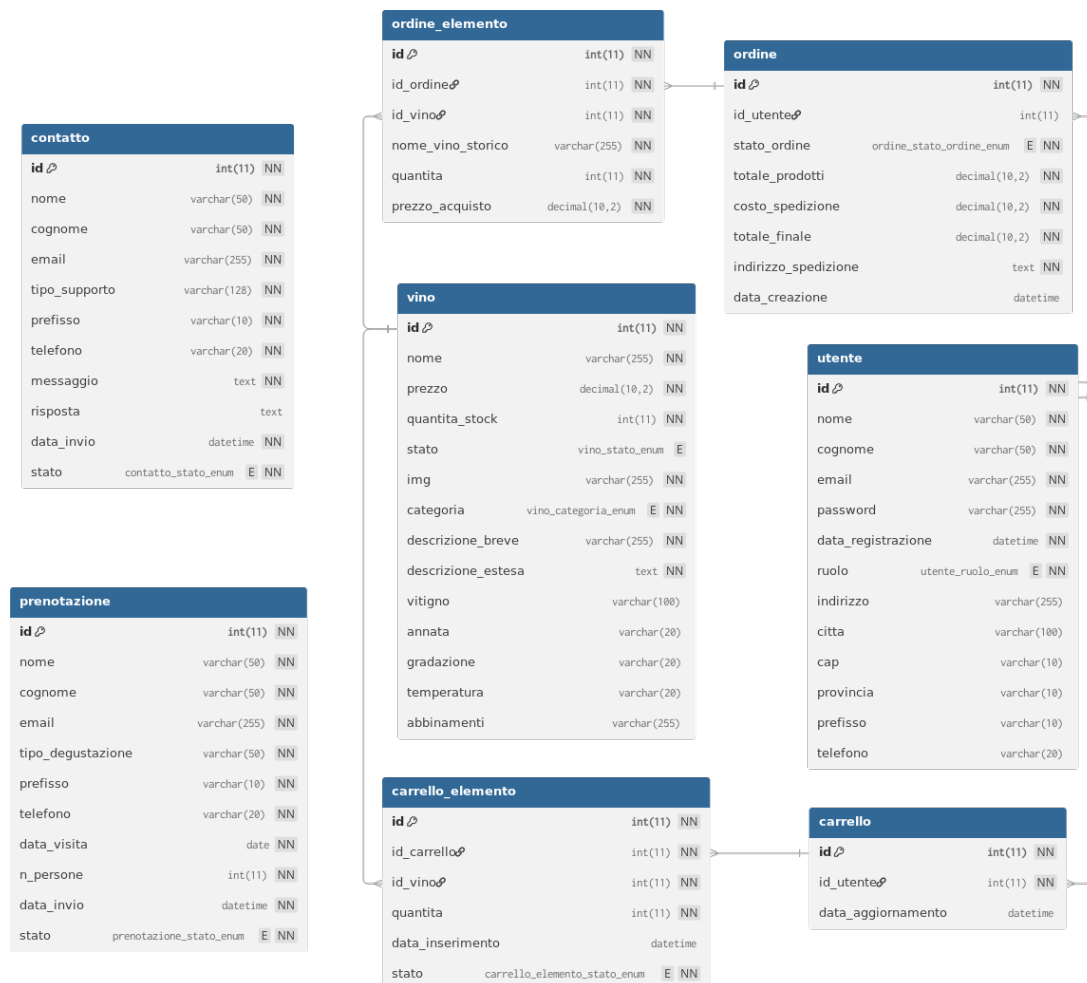 ordine_elemento
id int(11) NN
id_ordine int(11) NN
id_vino int(11) NN
nome_vino_storico varchar(255) NN
quantita int(11) NN
prezzo_acquisto decimal(10,2) NN
ordine
id int(11) NN
id_utente int(11)
stato_ordine ordine_stato_ordine_enum E NN
totale_prodotti decimal(10,2) NN
costo_spedizione decimal(10,2) NN
totale_finale decimal(10,2) NN
indirizzo_spedizione text NN
data_creazione datetime
contatto
id int(11) NN
nome varchar(50) NN
cognome varchar(50) NN
email varchar(255) NN
tipo_supporto varchar(128) NN
prefisso varchar(10) NN
telefono varchar(20) NN
messaggio text NN
risposta text
data_invio datetime NN
stato contatto_stato_enum E NN
vino
id int(11) NN
nome varchar(255) NN
prezzo decimal(10,2) NN
quantita_stock int(11) NN
stato vino_stato_enum E
img varchar(255) NN
categoria vino_categoria_enum E NN
descrizione_breve varchar(255) NN
descrizione_estesa text NN
vitigno varchar(100)
annata varchar(20)
gradazione varchar(20)
temperatura varchar(20)
abbinamenti varchar(255)
utente
id int(11) NN
nome varchar(50) NN
cognome varchar(50) NN
email varchar(255) NN
password varchar(255) NN
data_registrazione datetime NN
ruolo utente_ruolo_enum E NN
indirizzo varchar(255)
citta varchar(100)
cap varchar(10)
provincia varchar(10)
prefisso varchar(10)
telefono varchar(20)
prenotazione
id int(11) NN
nome varchar(50) NN
cognome varchar(50) NN
email varchar(255) NN
tipo_degustazione varchar(50) NN
prefisso varchar(10) NN
telefono varchar(20) NN
data_visita date NN
n_persone int(11) NN
data_invio datetime NN
stato prenotazione_stato_enum E NN
carrello_elemento
id int(11) NN
id_carrello int(11) NN
id_vino int(11) NN
quantita int(11) NN
data_inserimento datetime
stato carrello_elemento_stato_enum E NN
carrello
id int(11) NN
id_utente int(11) NN
data_aggiornamento datetime